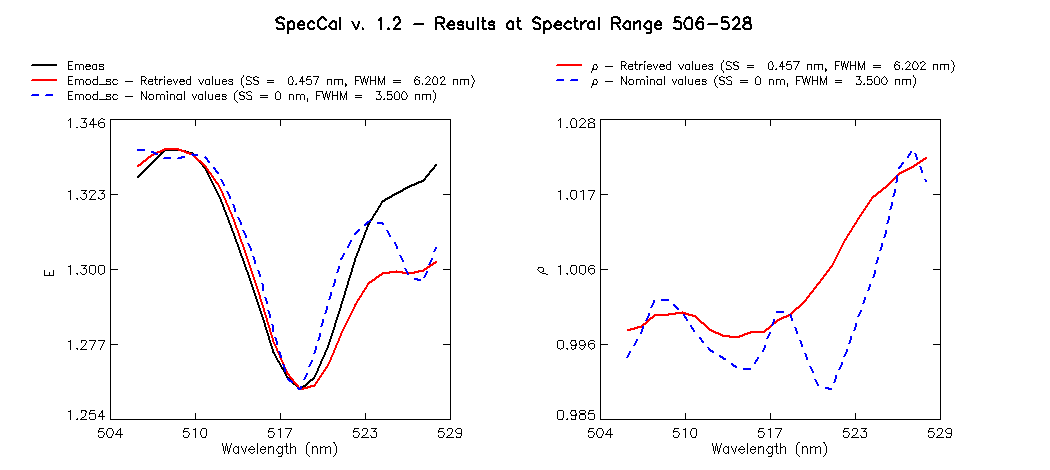 SpecCal v. 1.2 – Results at Spectral Range 506–528
Emeas
Emod_sc – Retrieved values (SS = 0.457 nm, FWHM = 6.202 nm)
Emod_sc – Nominal values (SS = 0 nm, FWHM = 3.500 nm)
1.346
1.323
1.300
1.277
1.254
E
504 510 517 523 529
Wavelength (nm)
ρ – Retrieved values (SS = 0.457 nm, FWHM = 6.202 nm)
ρ – Nominal values (SS = 0 nm, FWHM = 3.500 nm)
1.028
1.017
1.006
0.996
0.985
ρ
504 510 517 523 529
Wavelength (nm)